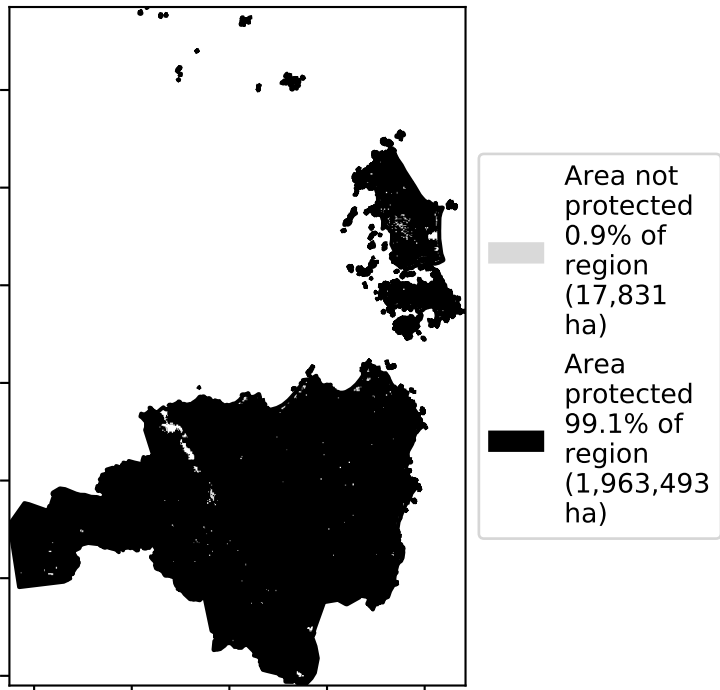 Area not
protected
0.9% of
region
(17,831
ha)
Area
protected
99.1% of
region
(1,963,493
ha)